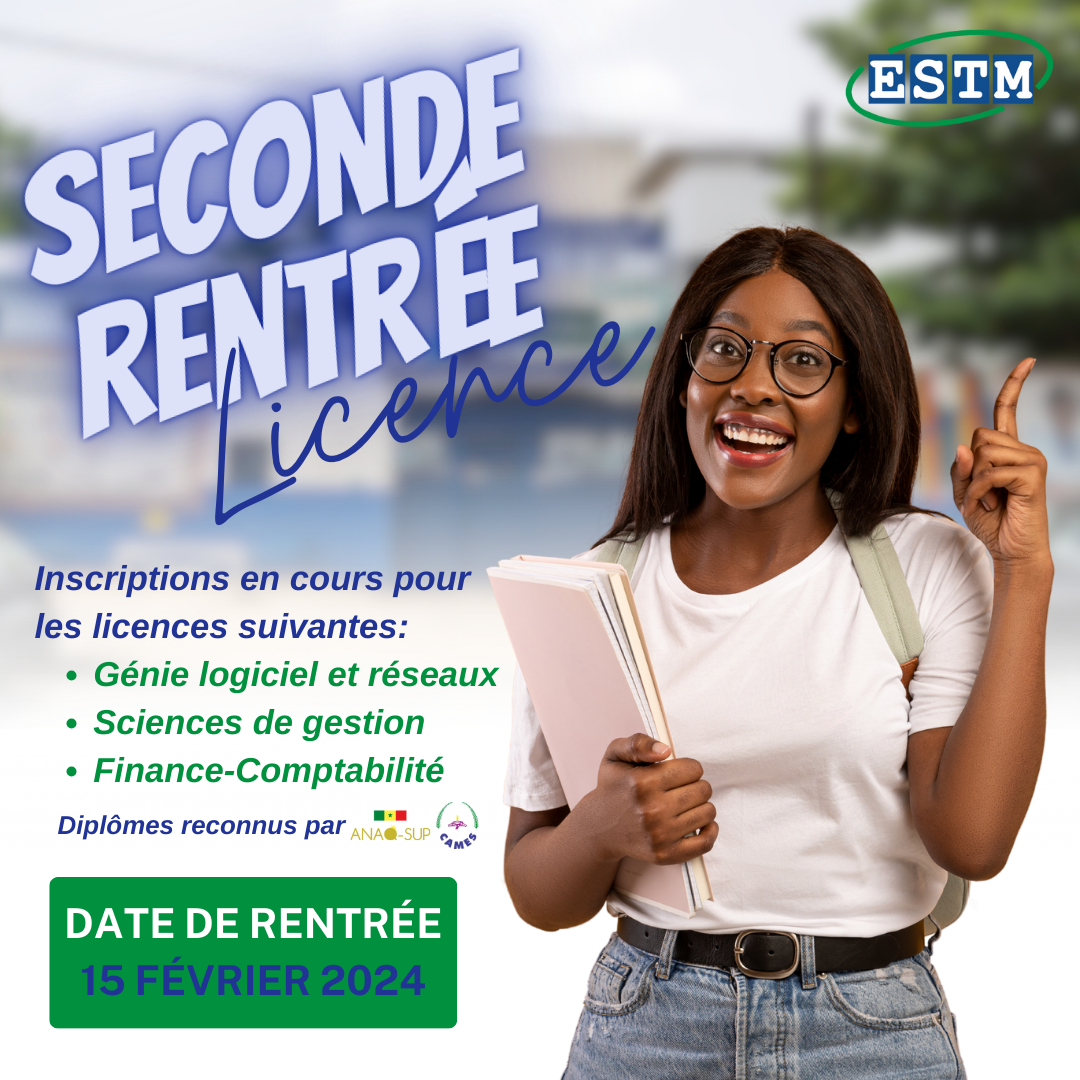 ESTM
SECONDE
RENTRÉE
Licence
Inscriptions en cours pour
les licences suivantes:
• Génie logiciel et réseaux
• Sciences de gestion
• Finance-Comptabilité
Diplômes reconnus par ANAQ-SUP CAMES
DATE DE RENTRÉE
15 FÉVRIER 2024